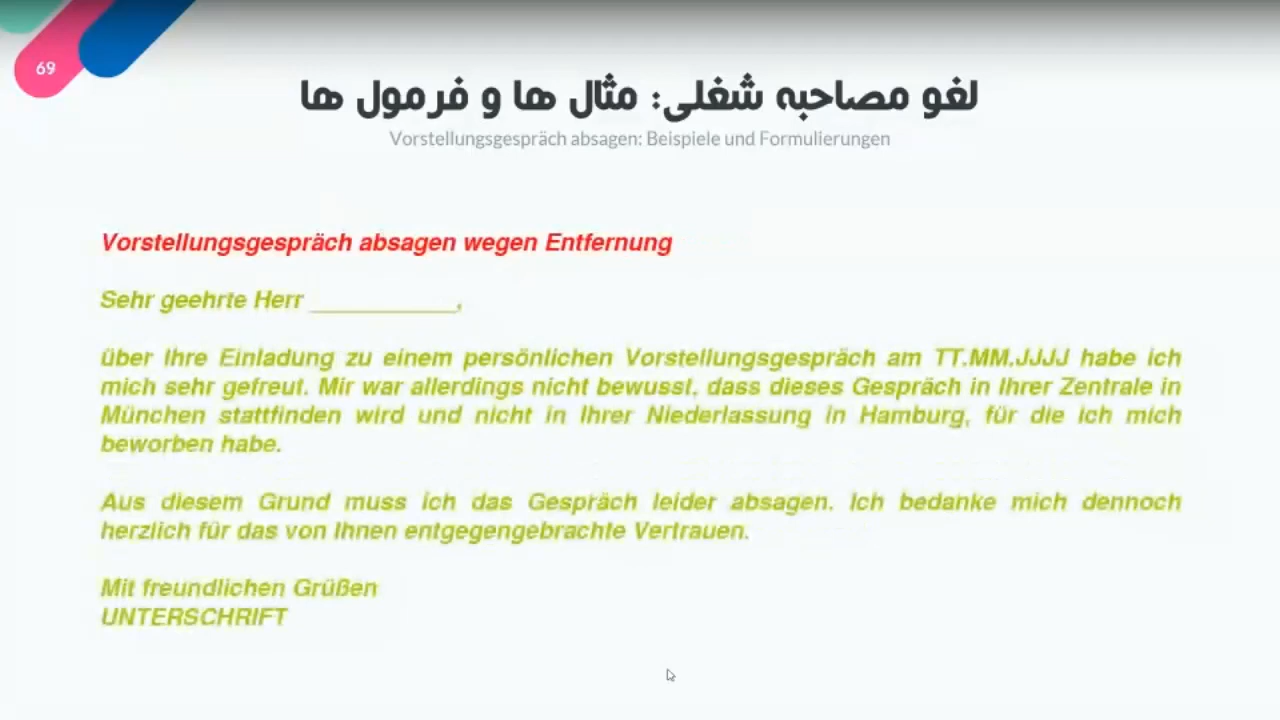 69
لغو مصاحبه شغلی: مثال ها و فرمول ها
Vorstellungsgespräch absagen: Beispiele und Formulierungen
Vorstellungsgespräch absagen wegen Entfernung
Sehr geehrte Herr ___________,
über Ihre Einladung zu einem persönlichen Vorstellungsgespräch am TT.MM.JJJJ habe ich
mich sehr gefreut. Mir war allerdings nicht bewusst, dass dieses Gespräch in Ihrer Zentrale in
München stattfinden wird und nicht in Ihrer Niederlassung in Hamburg, für die ich mich
beworben habe.
Aus diesem Grund muss ich das Gespräch leider absagen. Ich bedanke mich dennoch
herzlich für das von Ihnen entgegengebrachte Vertrauen.
Mit freundlichen Grüßen
UNTERSCHRIFT